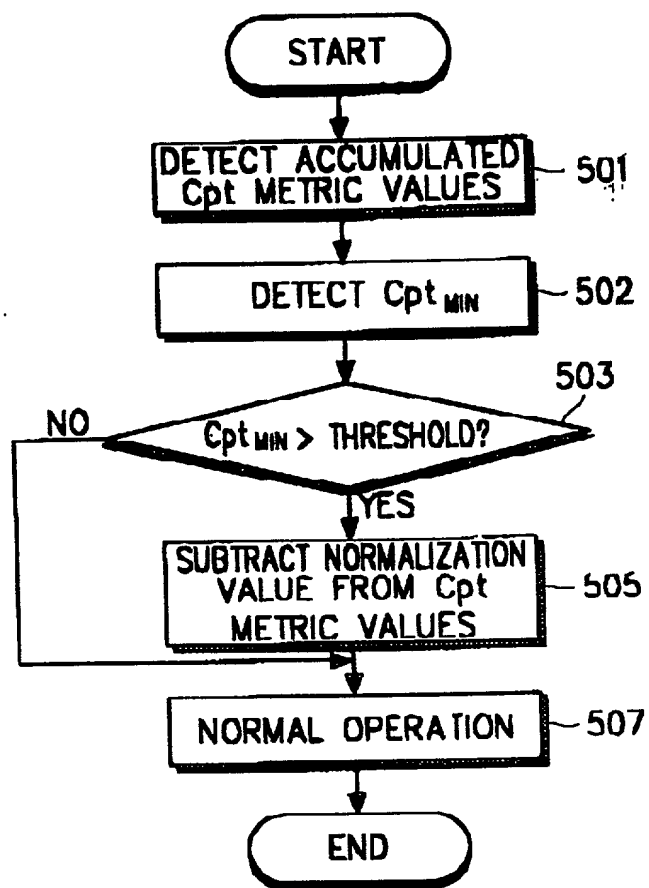 START
DETECT ACCUMULATED
Cpt METRIC VALUES
501
DETECT Cpt MIN
502
503
NO
Cpt MIN > THRESHOLD?
YES
SUBTRACT NORMALIZATION
VALUE FROM Cpt
METRIC VALUES
505
NORMAL OPERATION
507
END